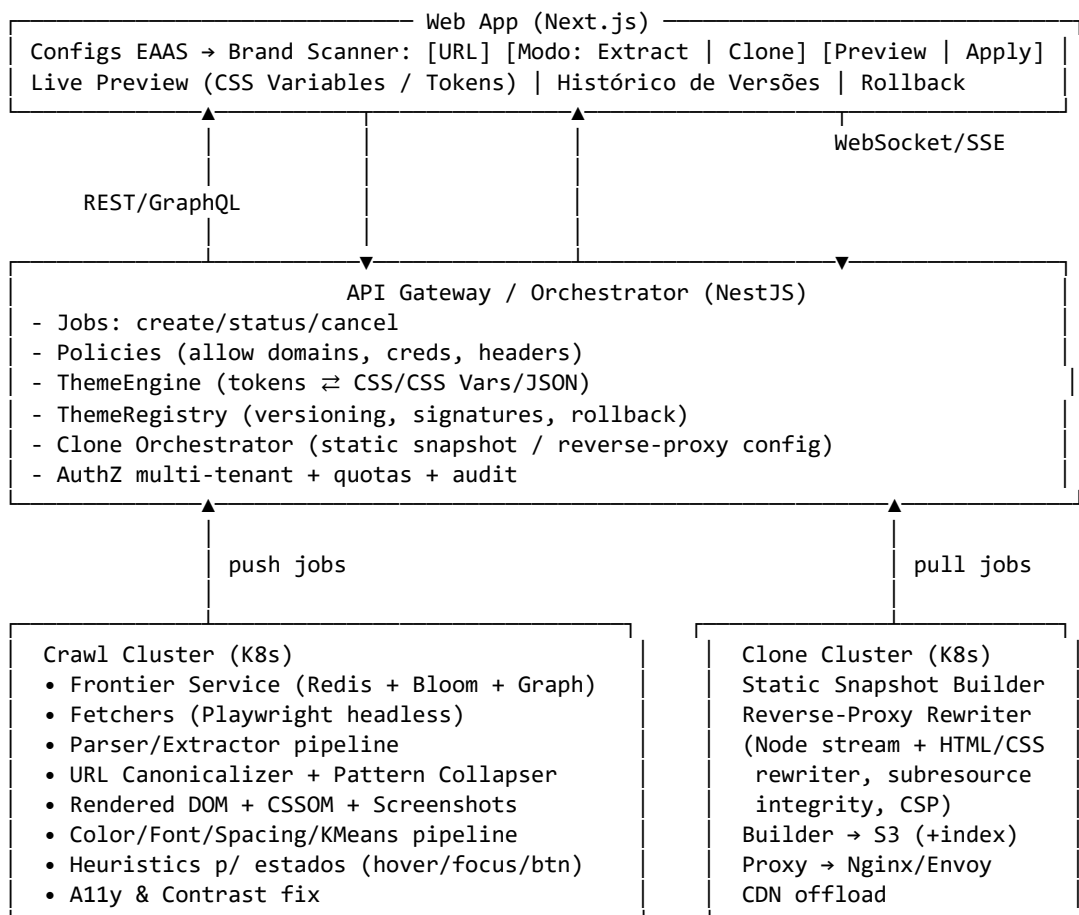 Web App (Next.js)
Configs EAAS → Brand Scanner: [URL] [Modo: Extract | Clone] [Preview | Apply]
Live Preview (CSS Variables / Tokens) | Histórico de Versões | Rollback
WebSocket/SSE
REST/GraphQL
API Gateway / Orchestrator (NestJS)
- Jobs: create/status/cancel
- Policies (allow domains, creds, headers)
- ThemeEngine (tokens ⇄ CSS/CSS Vars/JSON)
- ThemeRegistry (versioning, signatures, rollback)
- Clone Orchestrator (static snapshot / reverse-proxy config)
- AuthZ multi-tenant + quotas + audit
push jobs
pull jobs
Crawl Cluster (K8s)
• Frontier Service (Redis + Bloom + Graph)
• Fetchers (Playwright headless)
• Parser/Extractor pipeline
• URL Canonicalizer + Pattern Collapser
• Rendered DOM + CSSOM + Screenshots
• Color/Font/Spacing/KMeans pipeline
• Heuristics p/ estados (hover/focus/btn)
• A11y & Contrast fix
Clone Cluster (K8s)
Static Snapshot Builder
Reverse-Proxy Rewriter
(Node stream + HTML/CSS
rewriter, subresource
integrity, CSP)
Builder → S3 (+index)
Proxy → Nginx/Envoy
CDN offload